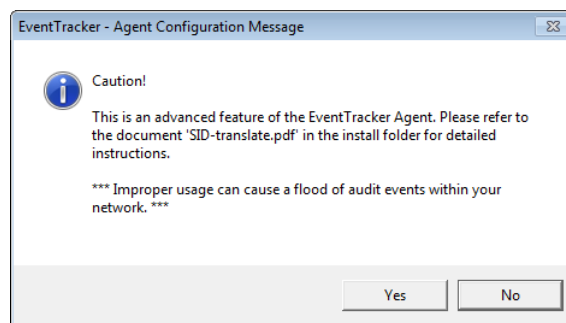 EventTracker - Agent Configuration Message
Caution!
This is an advanced feature of the EventTracker Agent. Please refer to
the document 'SID-translate.pdf' in the install folder for detailed
instructions.
*** Improper usage can cause a flood of audit events within your
network. ***
Yes No